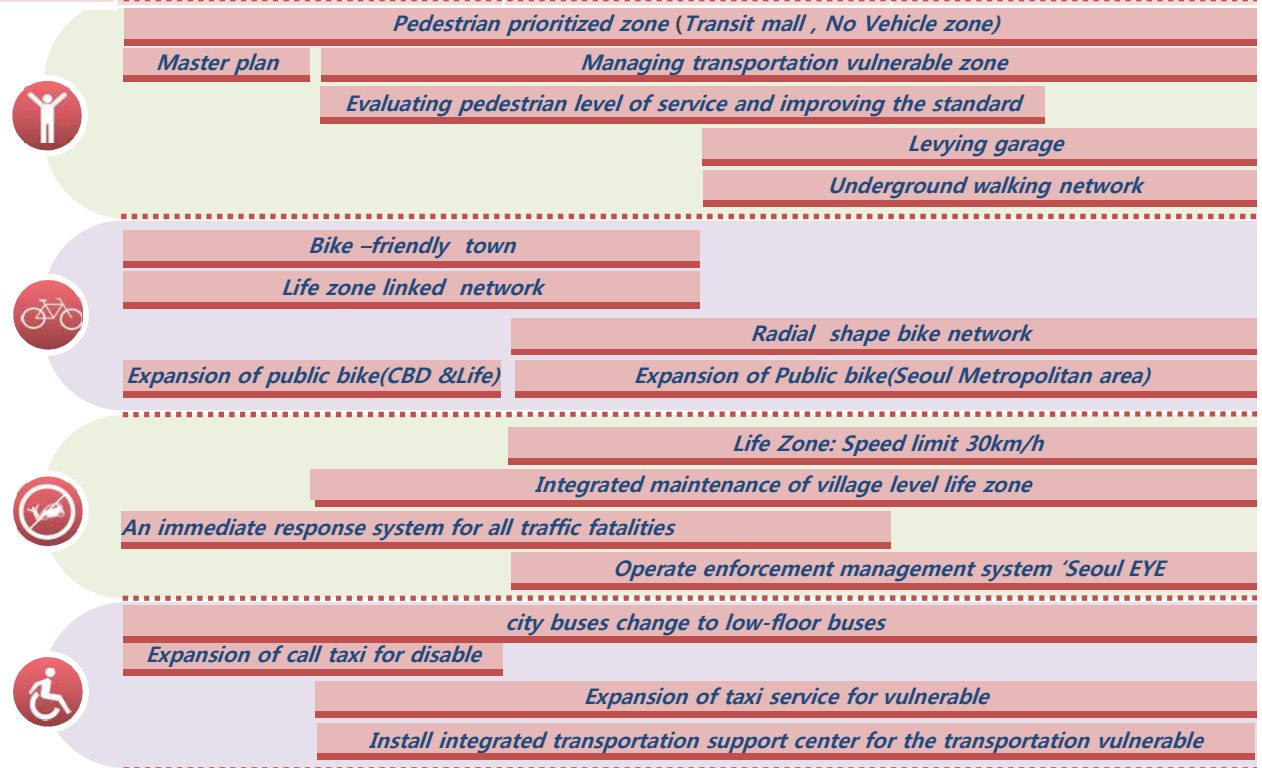 Pedestrian prioritized zone (Transit mall , No Vehicle zone)
Master plan
Managing transportation vulnerable zone
Evaluating pedestrian level of service and improving the standard
Levying garage
Underground walking network
Bike –friendly town
Life zone linked network
Radial shape bike network
Expansion of public bike(CBD &Life)
Expansion of Public bike(Seoul Metropolitan area)
Life Zone: Speed limit 30km/h
Integrated maintenance of village level life zone
An immediate response system for all traffic fatalities
Operate enforcement management system ‘Seoul EYE
city buses change to low-floor buses
Expansion of call taxi for disable
Expansion of taxi service for vulnerable
Install integrated transportation support center for the transportation vulnerable